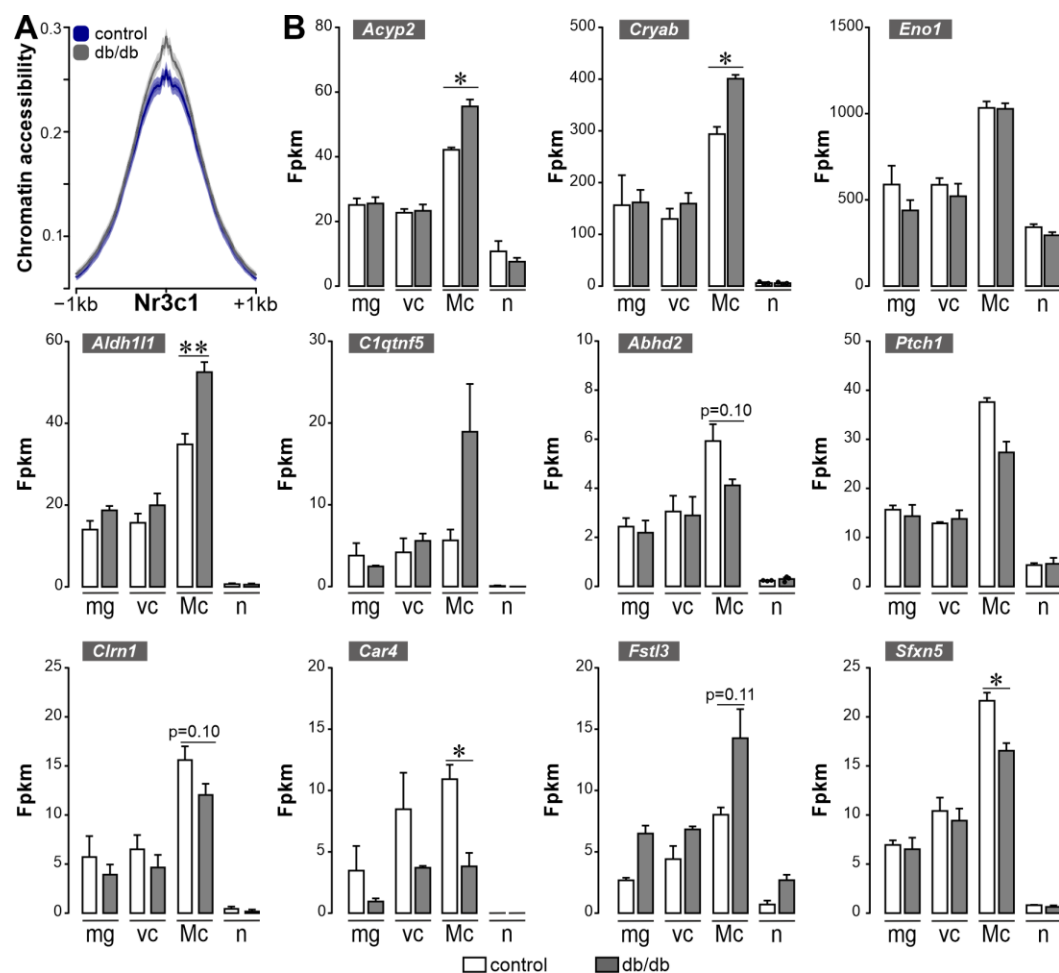 A
0.3
control
db/db
0.2
0.1
Chromatin accessibility
−1kb
Nr3c1
+1kb
B
Acyp2
Fpkm
80
60
40
20
0
*
mg vc Mc n
Cryab
Fpkm
500
400
300
200
100
0
*
mg vc Mc n
Eno1
Fpkm
1500
1000
500
0
mg vc Mc n
Aldh1l1
Fpkm
60
40
20
0
**
mg vc Mc n
C1qtnf5
Fpkm
30
20
10
0
mg vc Mc n
Abhd2
Fpkm
10
8
6
4
2
0
p=0.10
mg vc Mc n
Ptch1
Fpkm
50
40
30
20
10
0
mg vc Mc n
Clrn1
Fpkm
25
20
15
10
5
0
p=0.10
mg vc Mc n
Car4
Fpkm
20
15
10
5
0
*
mg vc Mc n
Fstl3
Fpkm
20
15
10
5
0
p=0.11
mg vc Mc n
Sfxn5
Fpkm
25
20
15
10
5
0
*
mg vc Mc n
control db/db